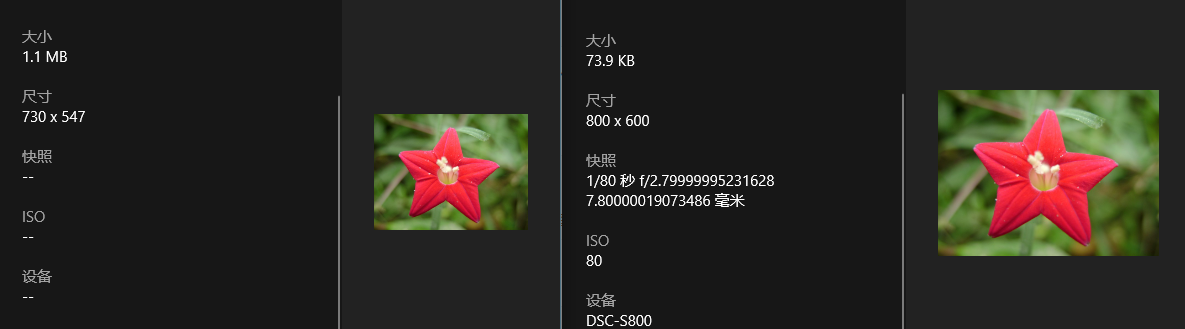 大小
1.1 MB
尺寸
730 x 547
快照
--
ISO
--
设备
--
大小
73.9 KB
尺寸
800 x 600
快照
1/80 秒 f/2.79999995231628
7.80000019073486 毫米
ISO
80
设备
DSC-S800